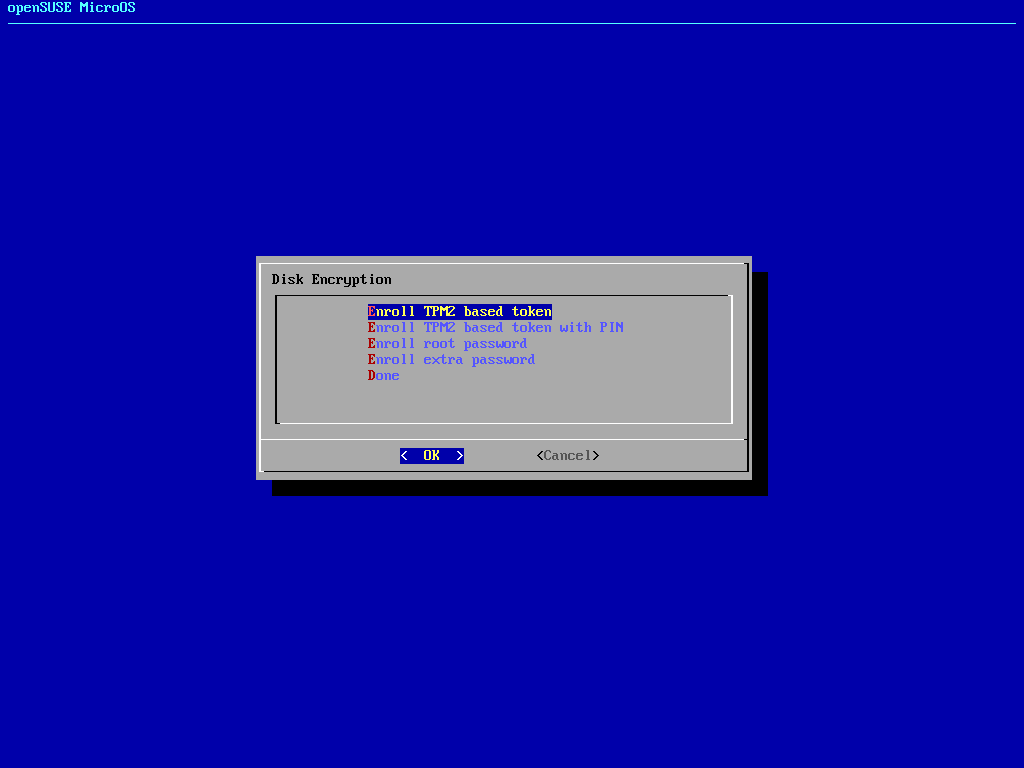 openSUSE MicroOS
Disk Encryption
Enroll TPM2 based token
Enroll TPM2 based token with PIN
Enroll root password
Enroll extra password
Done
<  OK  > <Cancel>